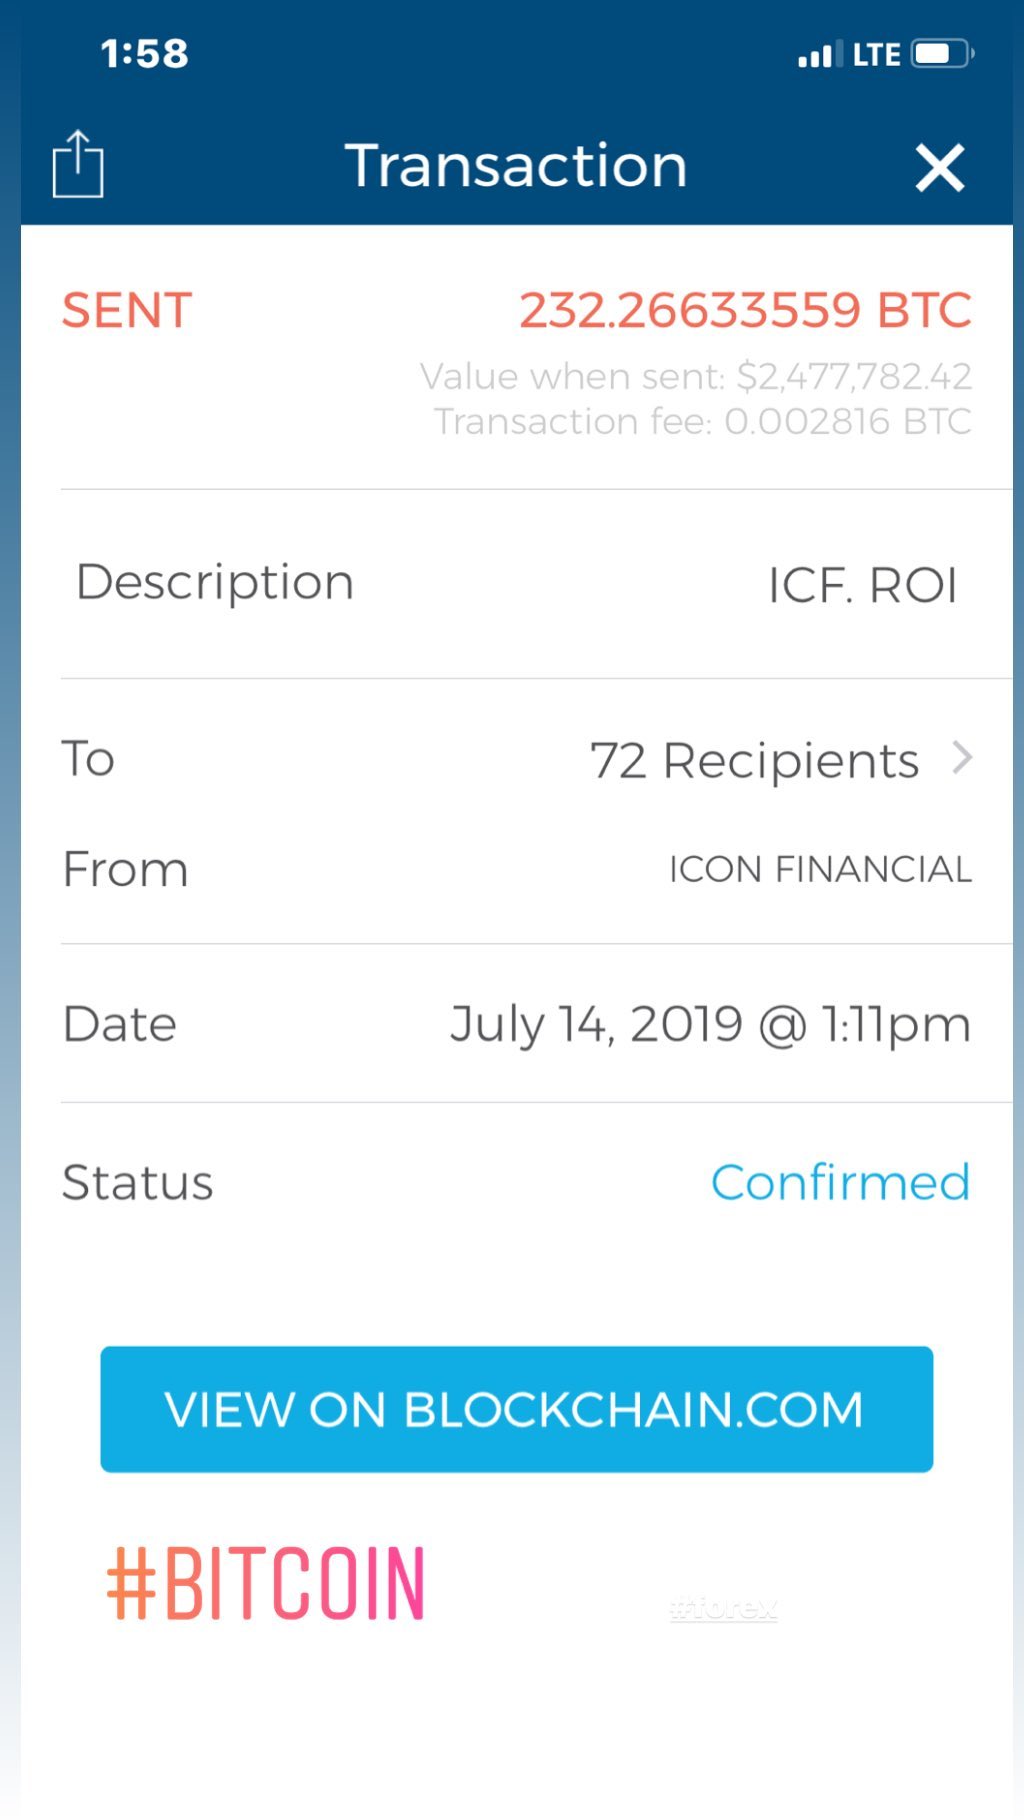 1:58 LTE
Transaction
SENT 232.26633559 BTC
Value when sent: $2,477,782.42
Transaction fee: 0.002816 BTC
Description ICF. ROI
To 72 Recipients
From ICON FINANCIAL
Date July 14, 2019 @ 1:11pm
Status Confirmed
VIEW ON BLOCKCHAIN.COM
#BITCOIN
#forex